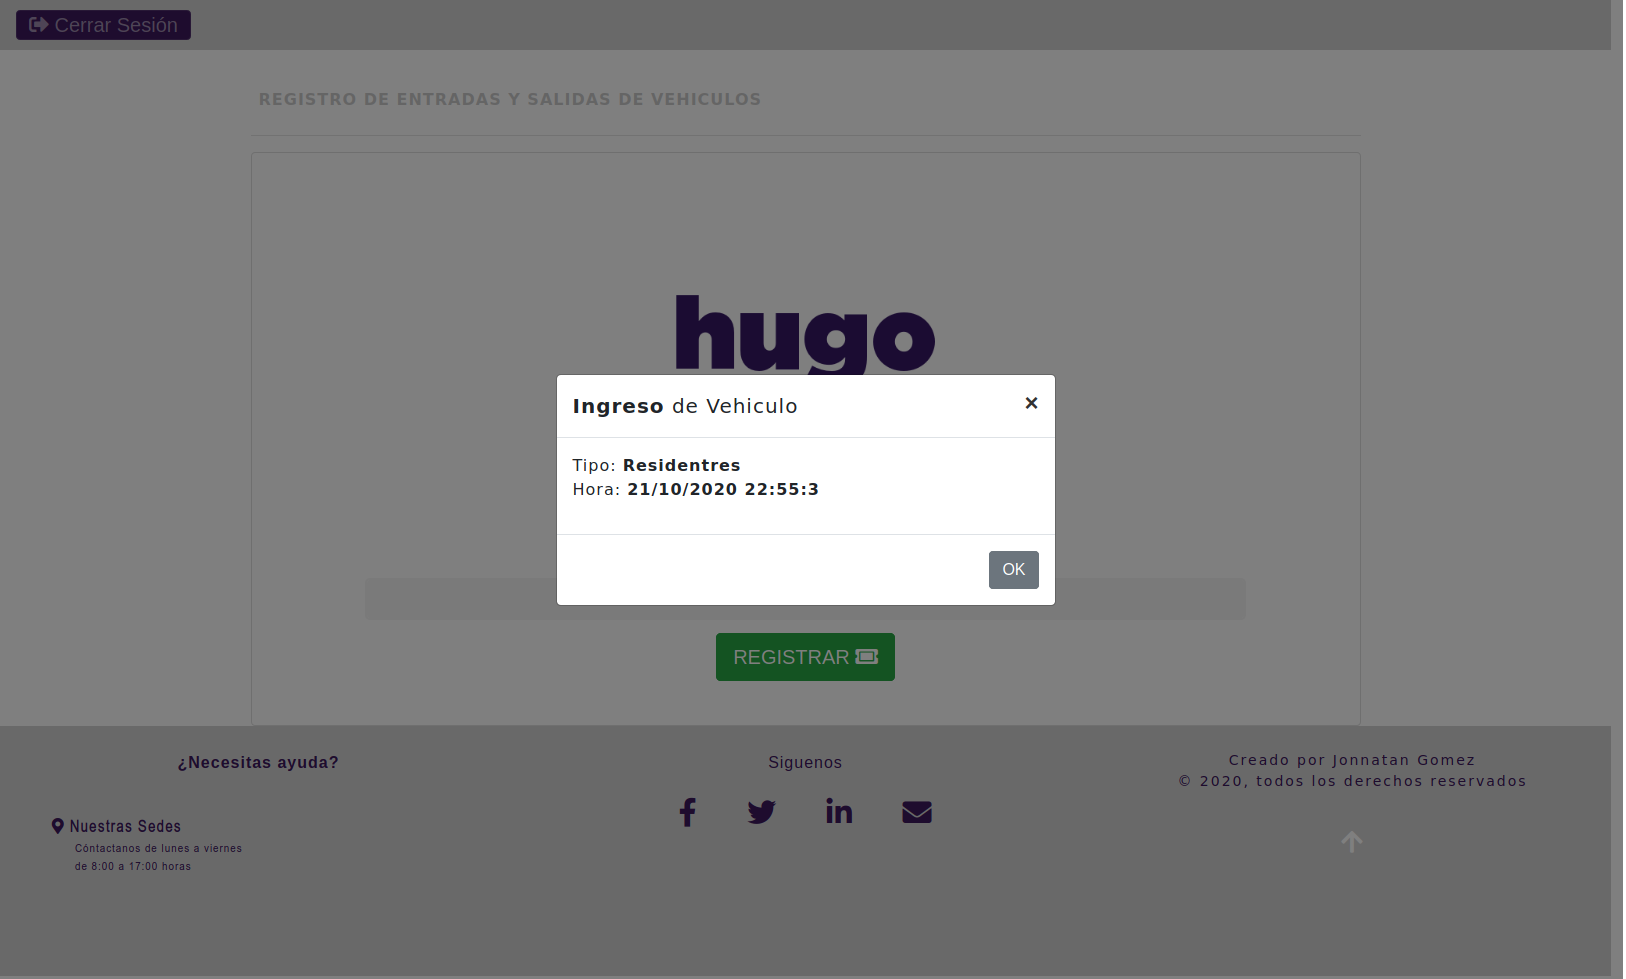 Cerrar Sesión
REGISTRO DE ENTRADAS Y SALIDAS DE VEHICULOS
hugo
Ingreso de Vehiculo
×
Tipo: Residentres
Hora: 21/10/2020 22:55:3
OK
REGISTRAR
¿Necesitas ayuda?
Nuestras Sedes
Cóntactanos de lunes a viernes
de 8:00 a 17:00 horas
Siguenos
Creado por Jonnatan Gomez
© 2020, todos los derechos reservados